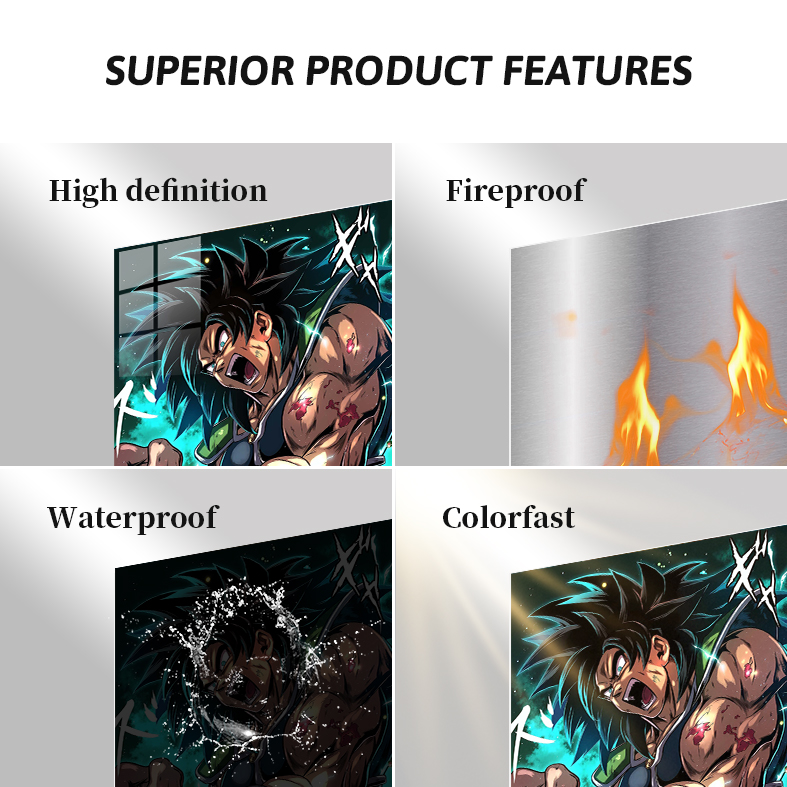 SUPERIOR PRODUCT FEATURES
High definition
Fireproof
Waterproof
Colorfast